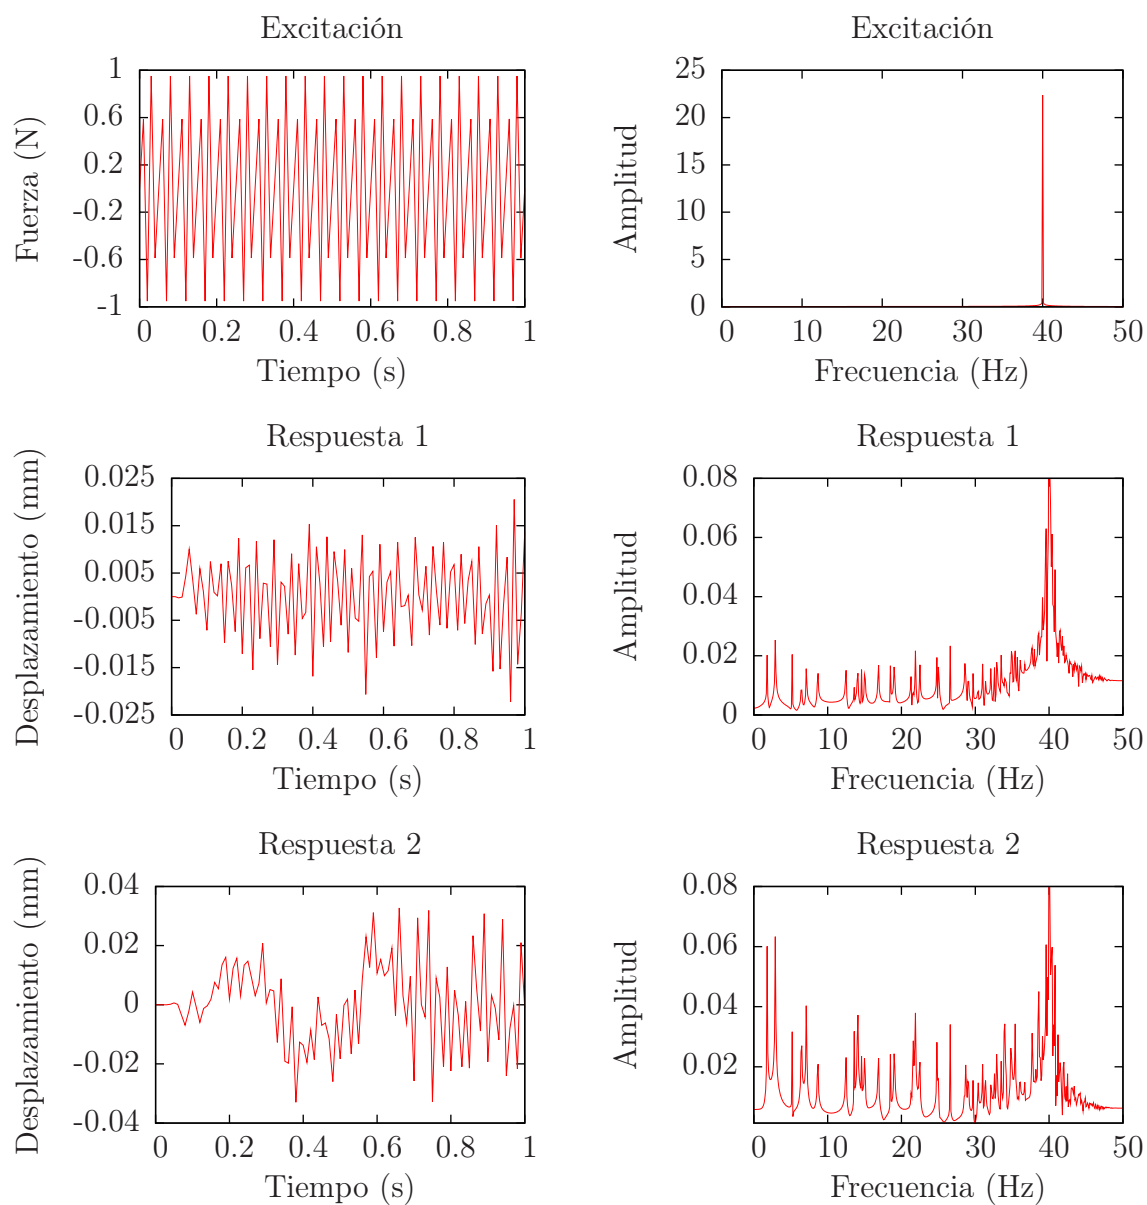 Excitación
Fuerza (N)
1
0.6
0.2
-0.2
-0.6
-1
0 0.2 0.4 0.6 0.8 1
Tiempo (s)
Excitación
Amplitud
25
20
15
10
5
0
0 10 20 30 40 50
Frecuencia (Hz)
Respuesta 1
Desplazamiento (mm)
0.025
0.015
0.005
-0.005
-0.015
-0.025
0 0.2 0.4 0.6 0.8 1
Tiempo (s)
Respuesta 1
Amplitud
0.08
0.06
0.04
0.02
0
0 10 20 30 40 50
Frecuencia (Hz)
Respuesta 2
Desplazamiento (mm)
0.04
0.02
0
-0.02
-0.04
0 0.2 0.4 0.6 0.8 1
Tiempo (s)
Respuesta 2
Amplitud
0.08
0.06
0.04
0.02
0 10 20 30 40 50
Frecuencia (Hz)